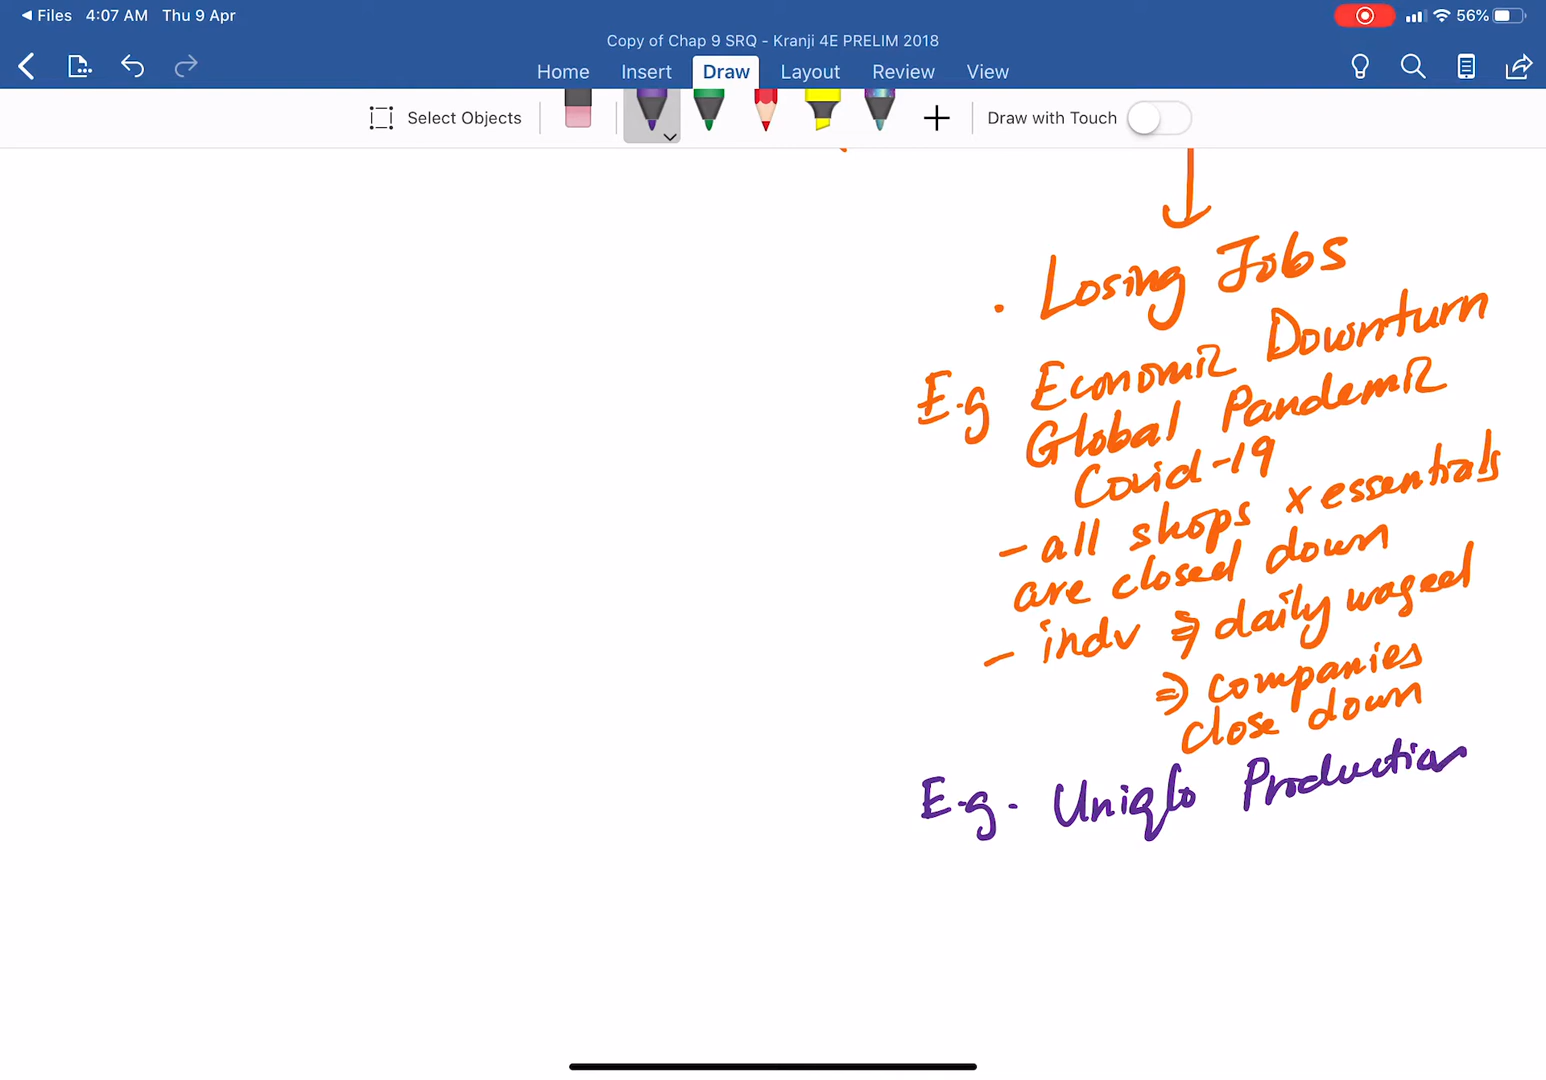 Files 4:07 AM Thu 9 Apr 56%
Copy of Chap 9 SRQ - Kranji 4E PRELIM 2018
Home Insert Draw Layout Review View
Select Objects Draw with Touch
. Losing Jobs
E.g Economic Downturn
Global Pandemic
Covid-19
- all shops x essentials
are closed down
- indv ⇒ daily waged
⇒ companies
close down
E.g. Uniqlo Production